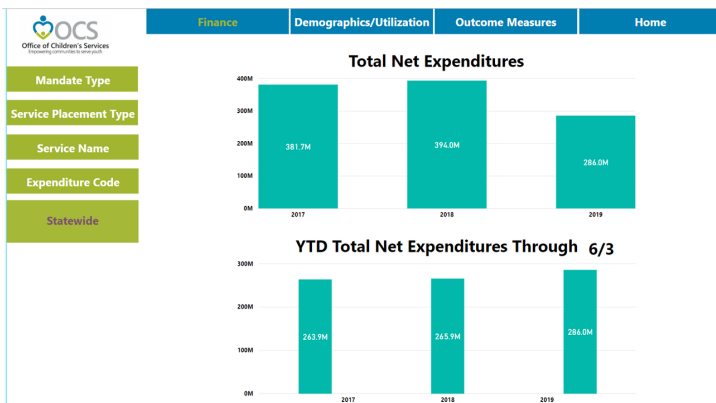 OCS
Office of Children's Services
Empowering communities to serve youth
Finance
Demographics/Utilization
Outcome Measures
Home
Mandate Type
Service Placement Type
Service Name
Expenditure Code
Statewide
Total Net Expenditures
400M
300M
200M
100M
0M
381.7M
394.0M
286.0M
2017
2018
2019
YTD Total Net Expenditures Through 6/3
300M
200M
100M
0M
263.9M
265.9M
286.0M
2017
2018
2019